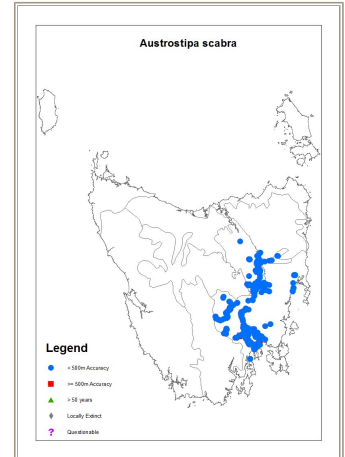 Austrostipa scabra
Legend
< 500m Accuracy
>= 500m Accuracy
> 50 years
Locally Extinct
? Questionable